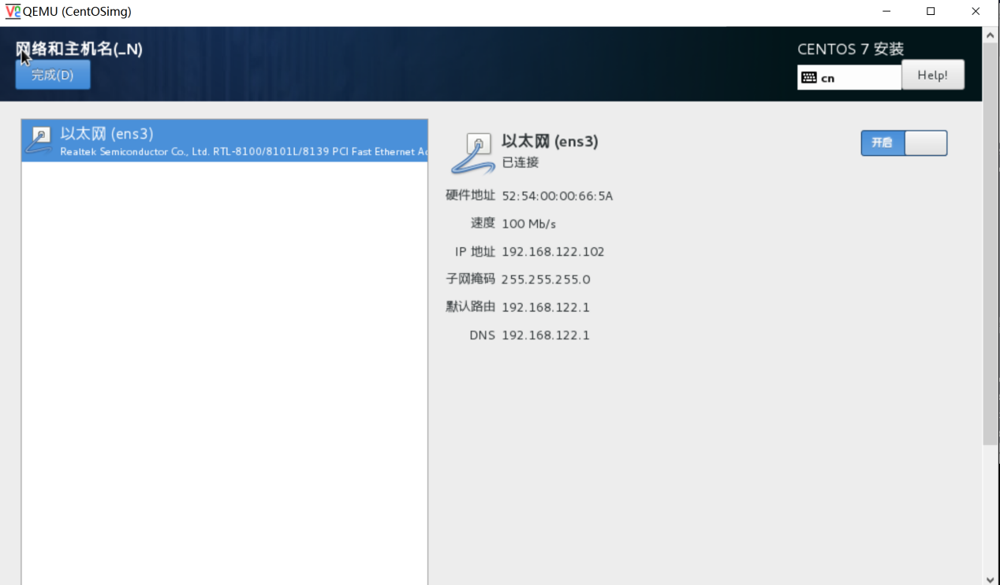 QEMU (CentOSimg)
网络和主机名(_N)
完成(D)
CENTOS 7 安装
cn
Help!
以太网 (ens3)
Realtek Semiconductor Co., Ltd. RTL-8100/8101L/8139 PCI Fast Ethernet
以太网 (ens3)
已连接
开启
硬件地址 52:54:00:00:66:5A
速度 100 Mb/s
IP 地址 192.168.122.102
子网掩码 255.255.255.0
默认路由 192.168.122.1
DNS 192.168.122.1